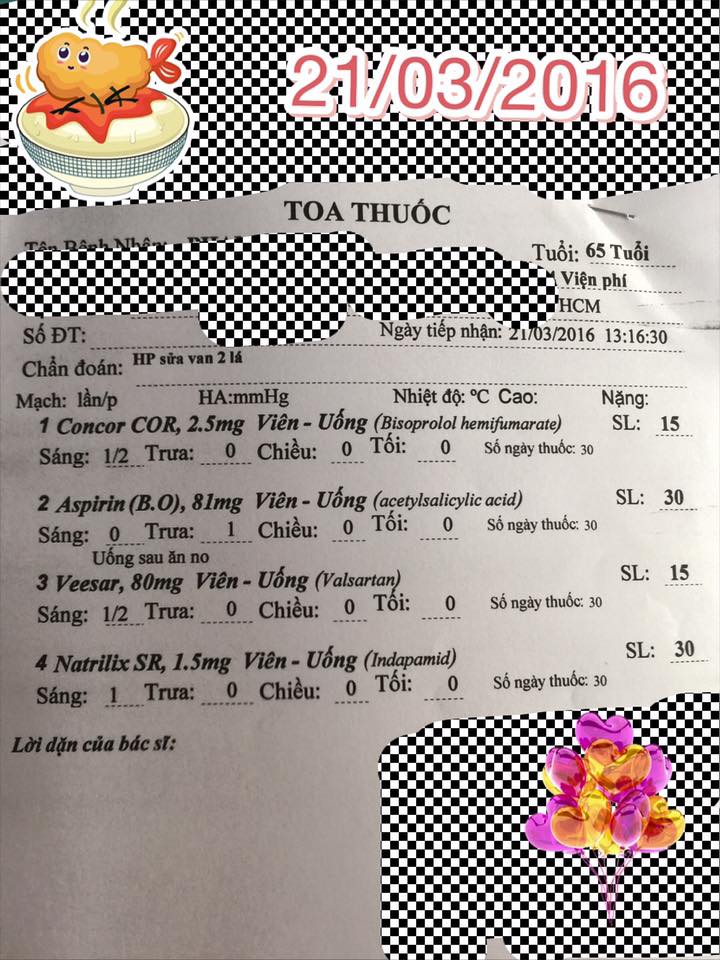 21/03/2016
TOA THUỐC
Tên Bệnh Nhân:
Tuổi: 65 Tuổi
Viện phí
HCM
Số ĐT:
Ngày tiếp nhận: 21/03/2016 13:16:30
Chẩn đoán: HP sửa van 2 lá
Mạch: lần/p HA:mmHg Nhiệt độ: ºC Cao: Nặng:
1 Concor COR, 2.5mg Viên - Uống (Bisoprolol hemifumarate) SL: 15
Sáng: 1/2 Trưa: 0 Chiều: 0 Tối: 0 Số ngày thuốc: 30
2 Aspirin (B.O), 81mg Viên - Uống (acetylsalicylic acid) SL: 30
Sáng: 0 Trưa: 1 Chiều: 0 Tối: 0 Số ngày thuốc: 30
Uống sau ăn no
3 Veesar, 80mg Viên - Uống (Valsartan) SL: 15
Sáng: 1/2 Trưa: 0 Chiều: 0 Tối: 0 Số ngày thuốc: 30
4 Natrilix SR, 1.5mg Viên - Uống (Indapamid) SL: 30
Sáng: 1 Trưa: 0 Chiều: 0 Tối: 0 Số ngày thuốc: 30
Lời dặn của bác sĩ: